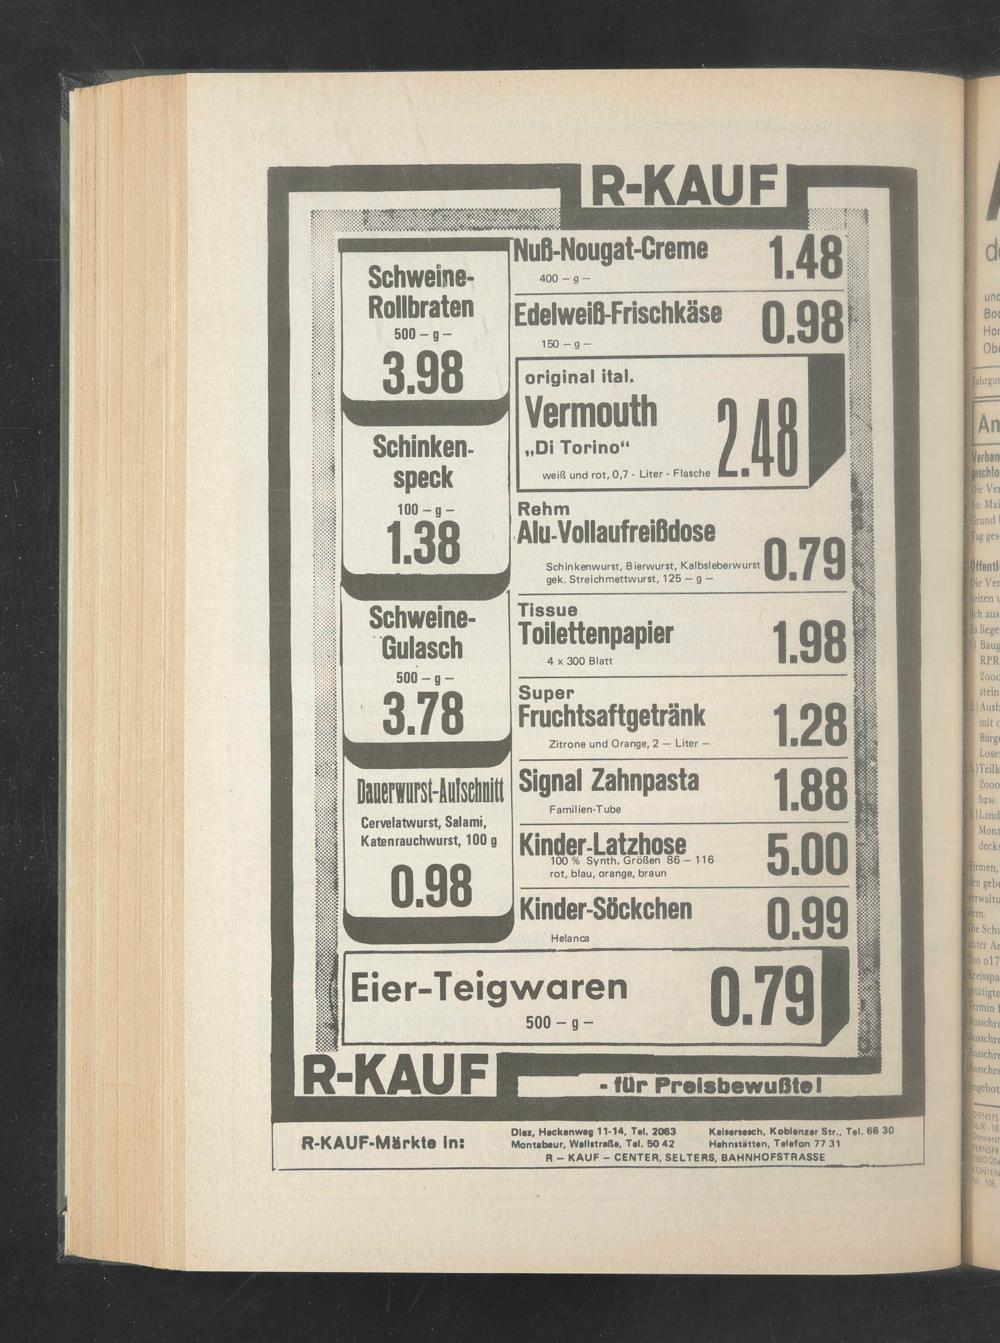 R-KAUF
Schweine-
Rollbraten
500 – g –
3.98
Schinken-
speck
100 – g –
1.38
Schweine-
Gulasch
500 – g –
3.78
Dauerwurst-Aufschnitt
Cervelatwurst, Salami,
Katenrauchwurst, 100 g
0.98
Nuß-Nougat-Creme 1.48
400 – g –
Edelweiß-Frischkäse 0.98
150 – g –
original ital.
Vermouth 2.48
„Di Torino“
weiß und rot, 0,7 - Liter - Flasche
Rehm
Alu-Vollaufreißdose 0.79
Schinkenwurst, Bierwurst, Kalbsleberwurst
gek. Streichmettwurst, 125 – g –
Tissue
Toilettenpapier 1.98
4 x 300 Blatt
Super
Fruchtsaftgetränk 1.28
Zitrone und Orange, 2 – Liter –
Signal Zahnpasta 1.88
Familien-Tube
Kinder-Latzhose 5.00
100 % Synth. Größen 86 – 116
rot, blau, orange, braun
Kinder-Söckchen 0.99
Helanca
Eier-Teigwaren 0.79
500 – g –
R-KAUF
- für Preisbewußte!
R-KAUF-Märkte in:
Diez, Heckenweg 11-14, Tel. 2063
Montabaur, Wallstraße, Tel. 50 42
Kaisersesch, Koblenzer Str., Tel. 66 30
Hahnstätten, Telefon 77 31
R – KAUF – CENTER, SELTERS, BAHNHOFSTRASSE